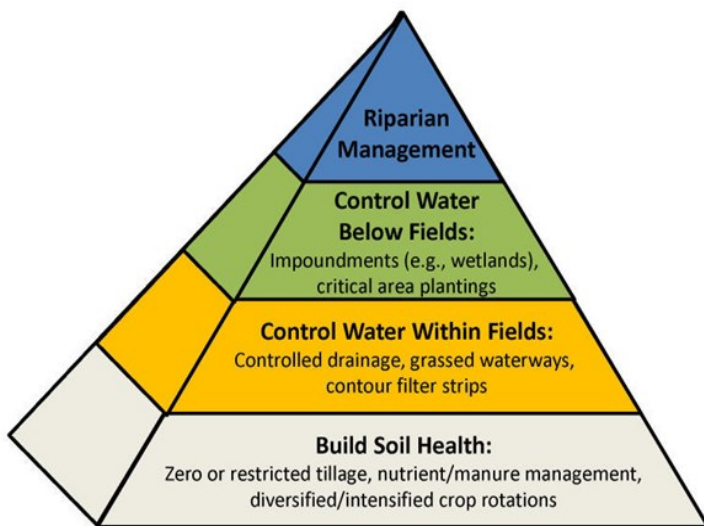 Riparian
Management
Control Water
Below Fields:
Impoundments (e.g., wetlands),
critical area plantings
Control Water Within Fields:
Controlled drainage, grassed waterways,
contour filter strips
Build Soil Health:
Zero or restricted tillage, nutrient/manure management,
diversified/intensified crop rotations